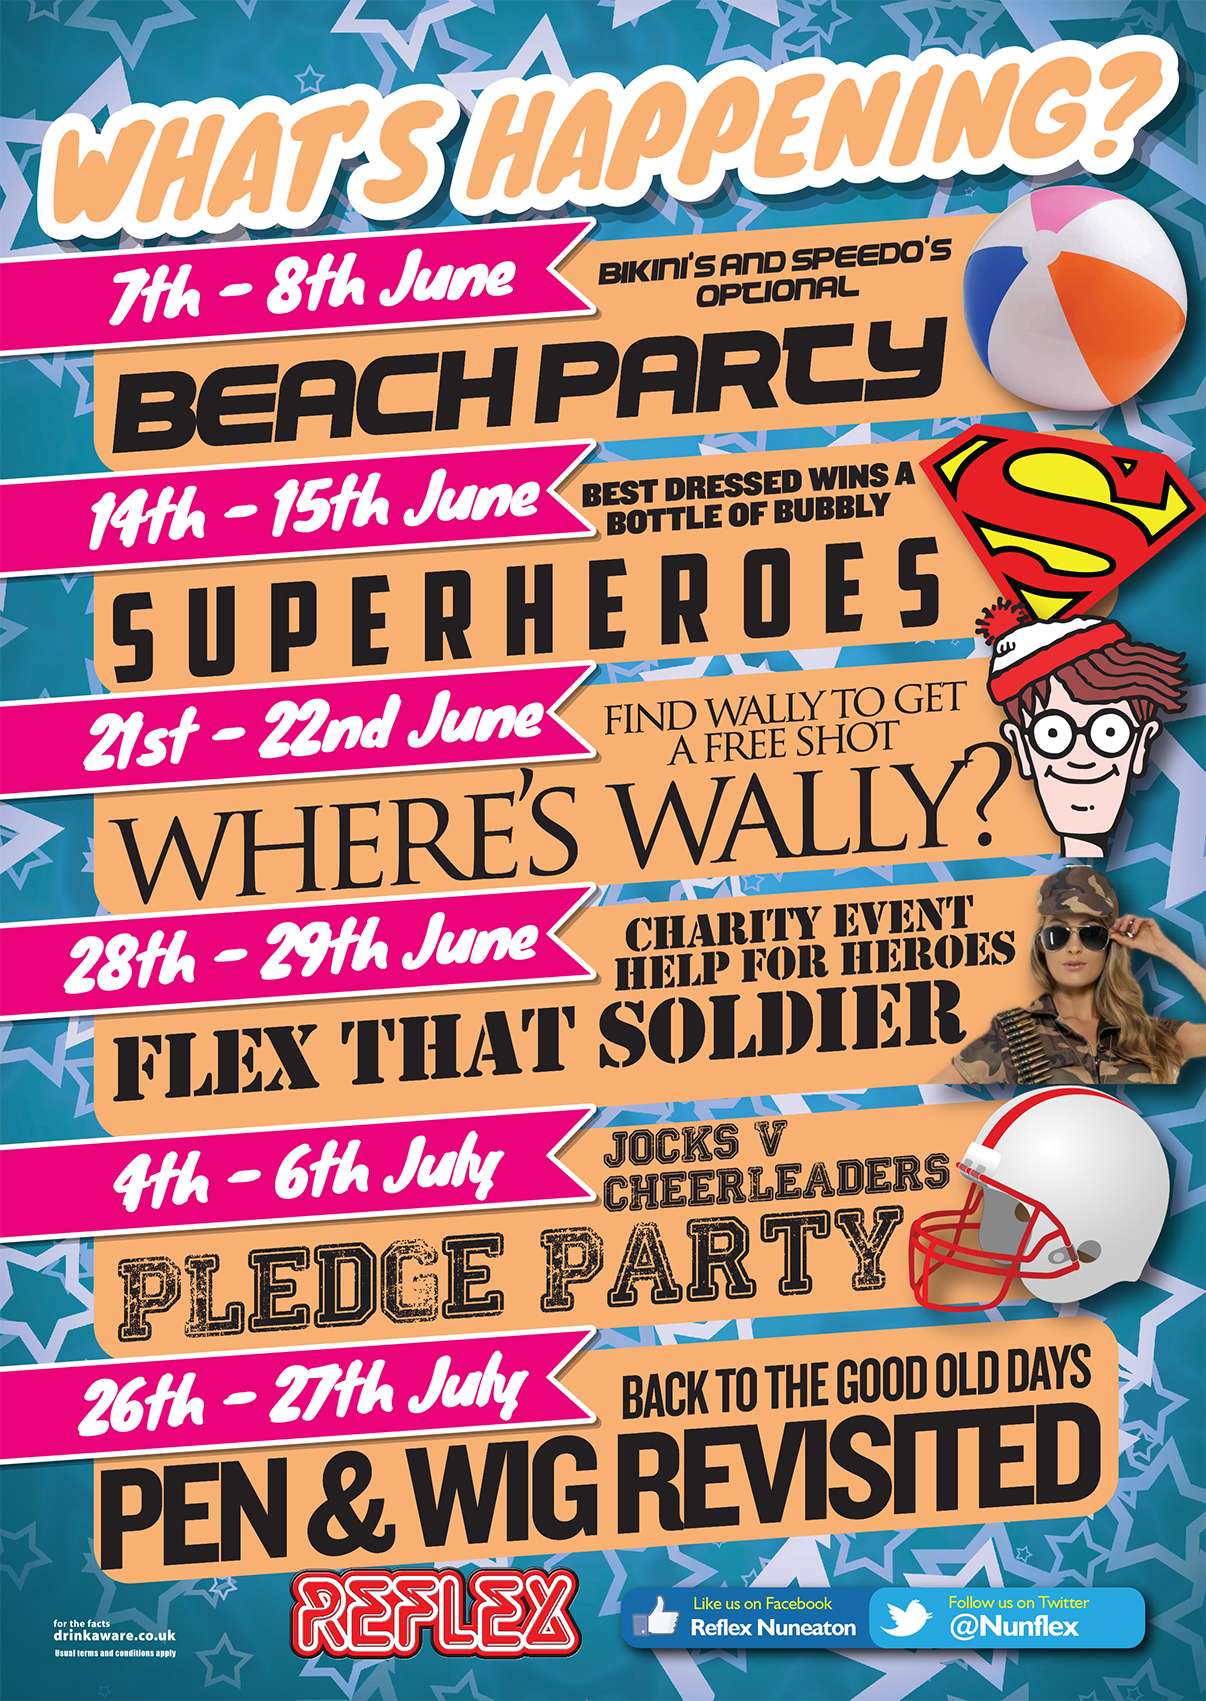 WHAT'S HAPPENING?
7th - 8th June
BIKINI'S AND SPEEDO'S
OPTIONAL
BEACH PARTY
14th - 15th June
BEST DRESSED WINS A
BOTTLE OF BUBBLY
SUPERHEROES
S
21st - 22nd June
FIND WALLY TO GET
A FREE SHOT
WHERE'S WALLY?
28th - 29th June
CHARITY EVENT
HELP FOR HEROES
FLEX THAT SOLDIER
4th - 6th July
JOCKS V
CHEERLEADERS
PLEDGE PARTY
26th - 27th July
BACK TO THE GOOD OLD DAYS
PEN & WIG REVISITED
for the facts
drinkaware.co.uk
Usual terms and conditions apply
REFLEX
Like us on Facebook
Reflex Nuneaton
Follow us on Twitter
@Nunflex